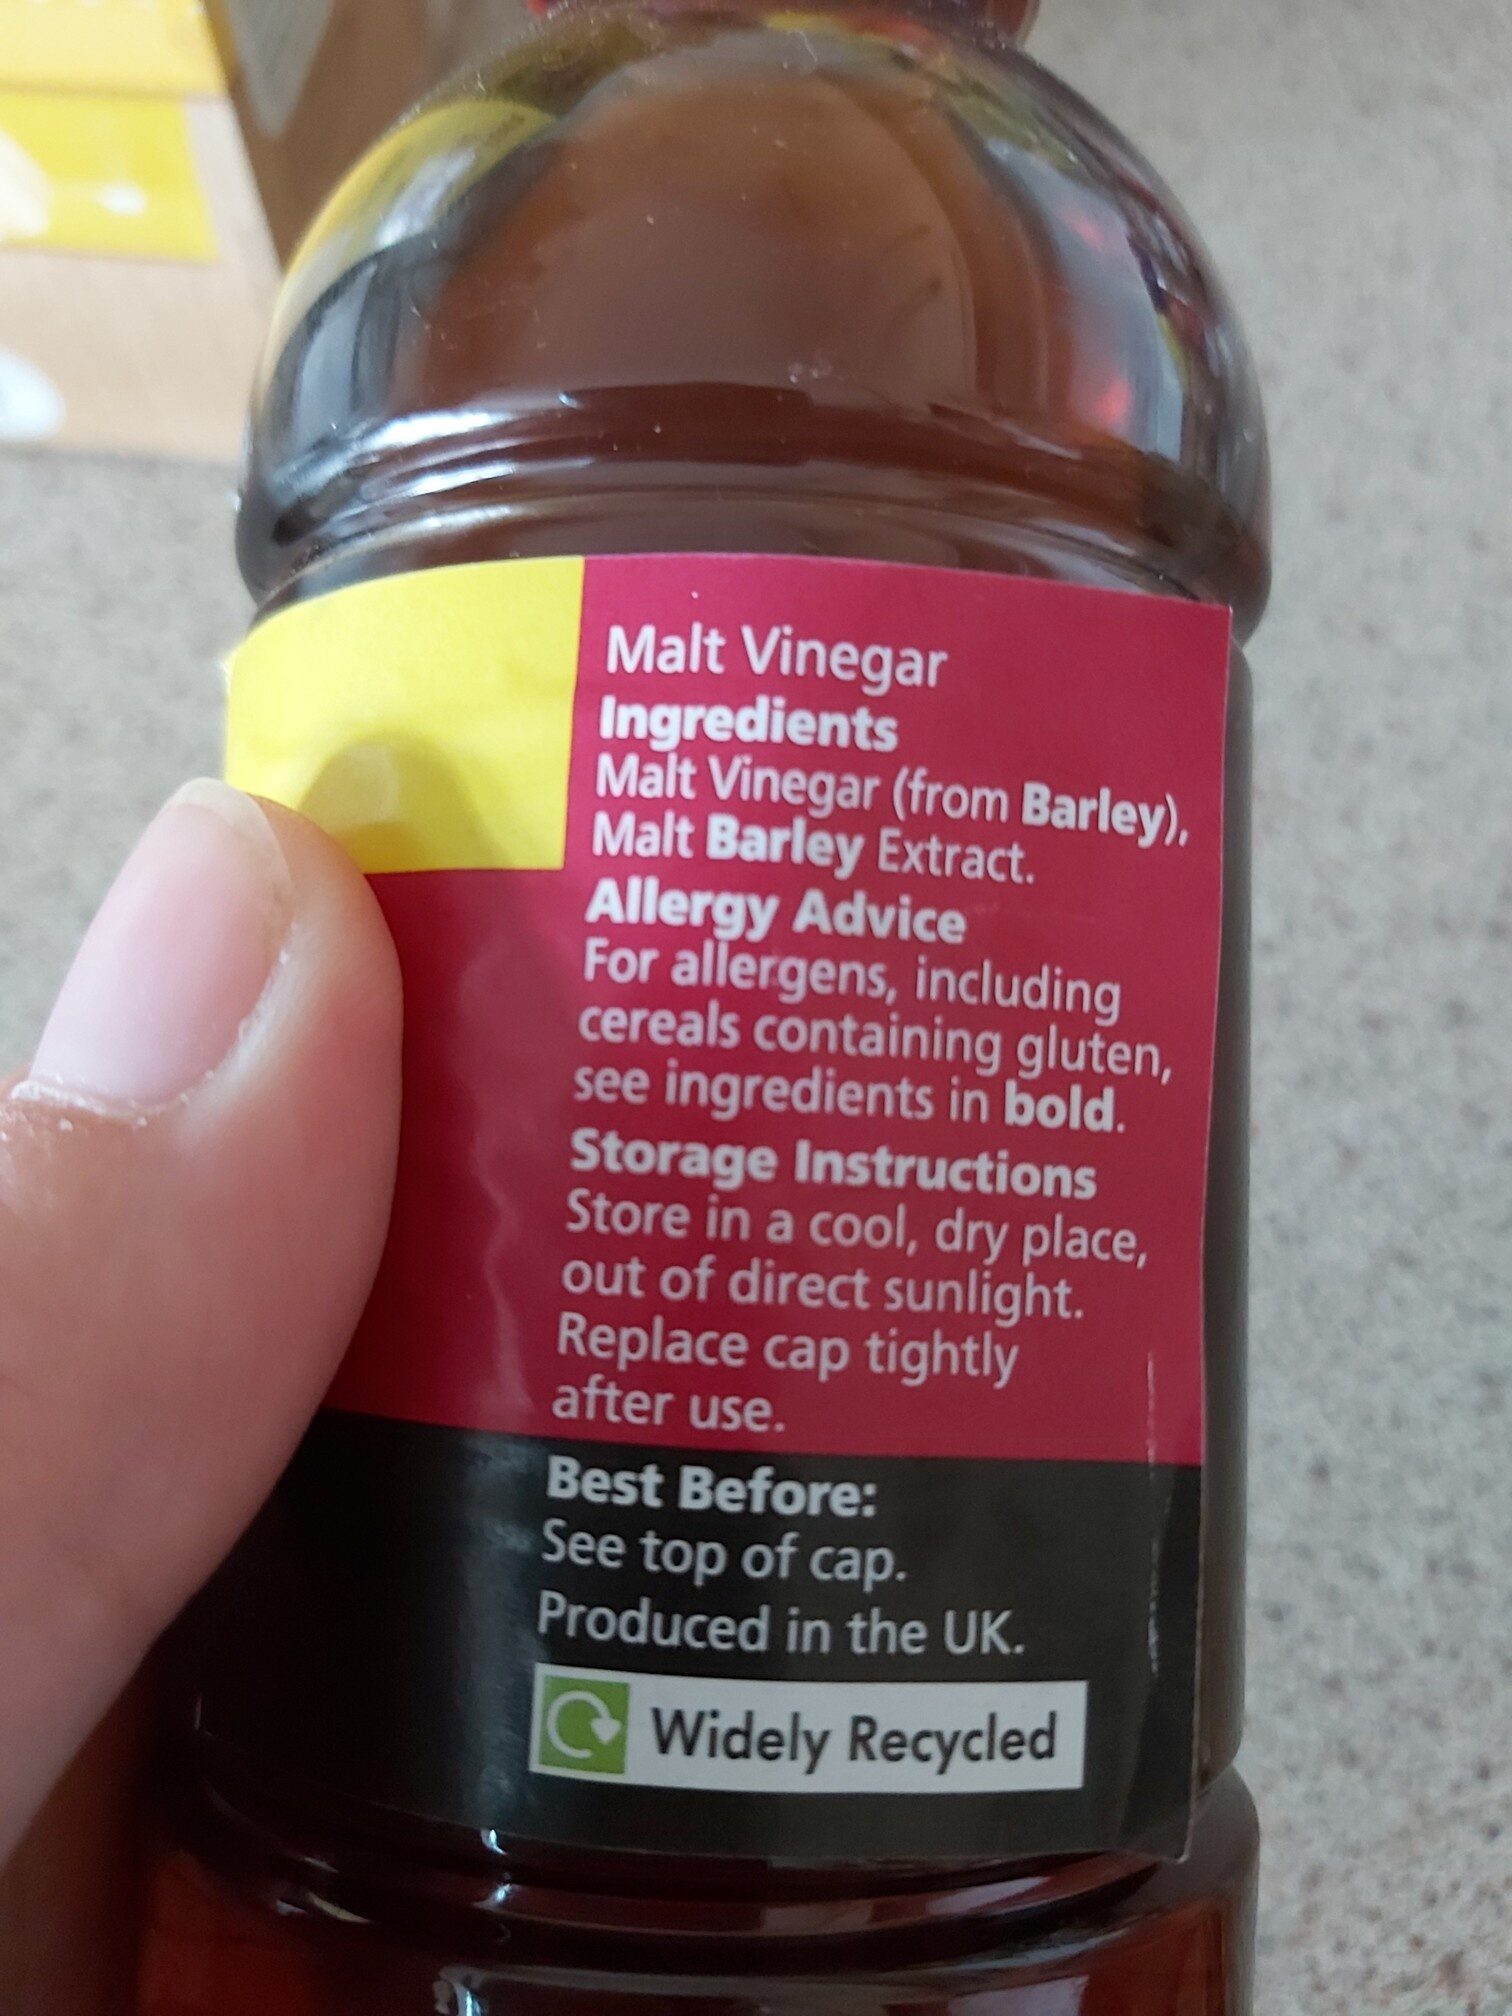 Malt Vinegar
Ingredients
Malt Vinegar (from Barley),
Malt Barley Extract.
Allergy Advice
For allergens, including
cereals containing gluten,
see ingredients in bold.
Storage Instructions
Store in a cool, dry place,
out of direct sunlight.
Replace cap tightly
after use.
Best Before:
See top of cap.
Produced in the UK.
Widely Recycled